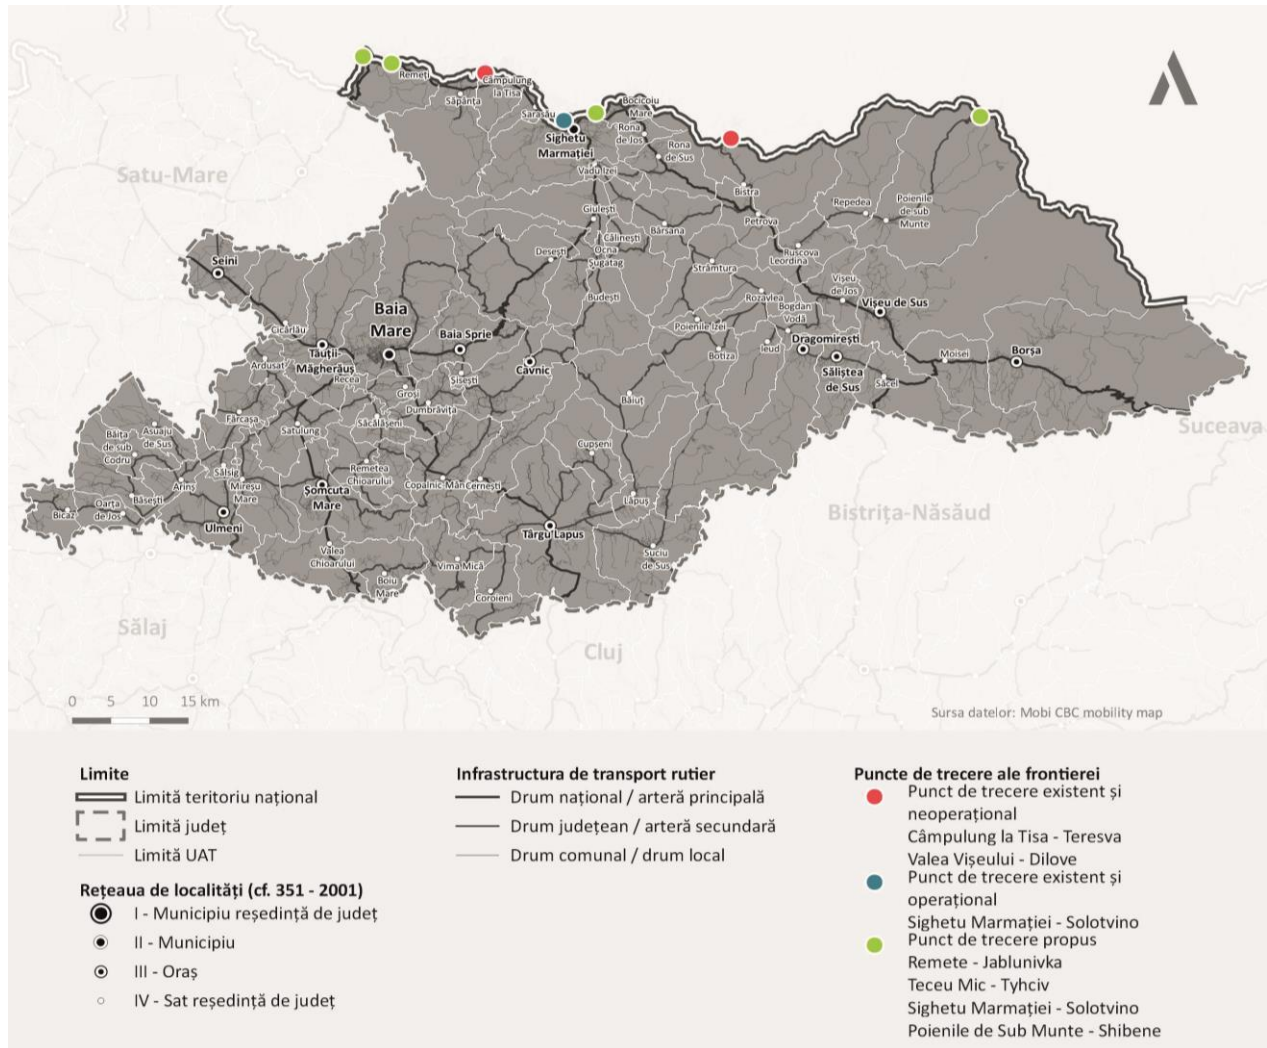 Remeți
Câmpulung
la Tisa
Săpânța
Sarasău
Bocicoiu
Mare
Rona
de Jos
Sighetu
Marmației
Rona
de Sus
Satu-Mare
Vadu Izei
Bistra
Repedea
Poienile
de sub
Munte
Giulești
Petrova
Bârsana
Călinești
Desești
Ocna
Șugatag
Ruscova
Leordina
Seini
Strâmtura
Vișeu
de Jos
Budești
Rozavlea
Bogdan
Vodă
Vișeu de Sus
Baia
Mare
Cicârlău
Poienile Izei
Baia Sprie
Ieud
Dragomirești
Tăuții-
Măgherăuș
Botiza
Moisei
Borșa
Ardusat
Cavnic
Săliștea
de Sus
Recea
Șișești
Săcel
Groși
Băiuț
Dumbrăvița
Fărcașa
Săcălășeni
Satulung
Suceava
Băița
de sub
Codru
Asuaju
de Sus
Cupșeni
Sălsig
Remetea
Chioarului
Arinș
Mireșu
Mare
Copalnic Măn
Cernești
Șomcuta
Mare
Băsești
Oarța
de Jos
Bicaz
Lăpuș
Bistrița-Năsăud
Ulmeni
Târgu Lapus
Valea
Chioarului
Suciu
de Sus
Vima Mică
Boiu
Mare
Coroieni
Sălaj
Cluj
0 5 10 15 km
Sursa datelor: Mobi CBC mobility map
Limite
Limită teritoriu național
Limită județ
Limită UAT
Rețeaua de localități (cf. 351 - 2001)
I - Municipiu reședință de județ
II - Municipiu
III - Oraș
IV - Sat reședință de județ
Infrastructura de transport rutier
Drum național / arteră principală
Drum județean / arteră secundară
Drum comunal / drum local
Puncte de trecere ale frontierei
Punct de trecere existent și
neoperațional
Câmpulung la Tisa - Teresva
Valea Vișeului - Dilove
Punct de trecere existent și
operațional
Sighetu Marmației - Solotvino
Punct de trecere propus
Remete - Jablunivka
Teceu Mic - Tyhciv
Sighetu Marmației - Solotvino
Poienile de Sub Munte - Shibene